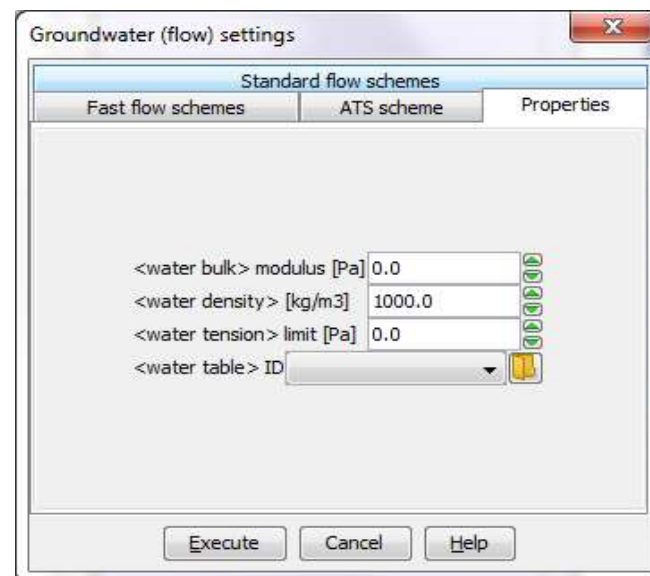 Groundwater (flow) settings
Standard flow schemes
Fast flow schemes ATS scheme Properties
<water bulk> modulus [Pa] 0.0
<water density> [kg/m3] 1000.0
<water tension> limit [Pa] 0.0
<water table> ID
Execute Cancel Help